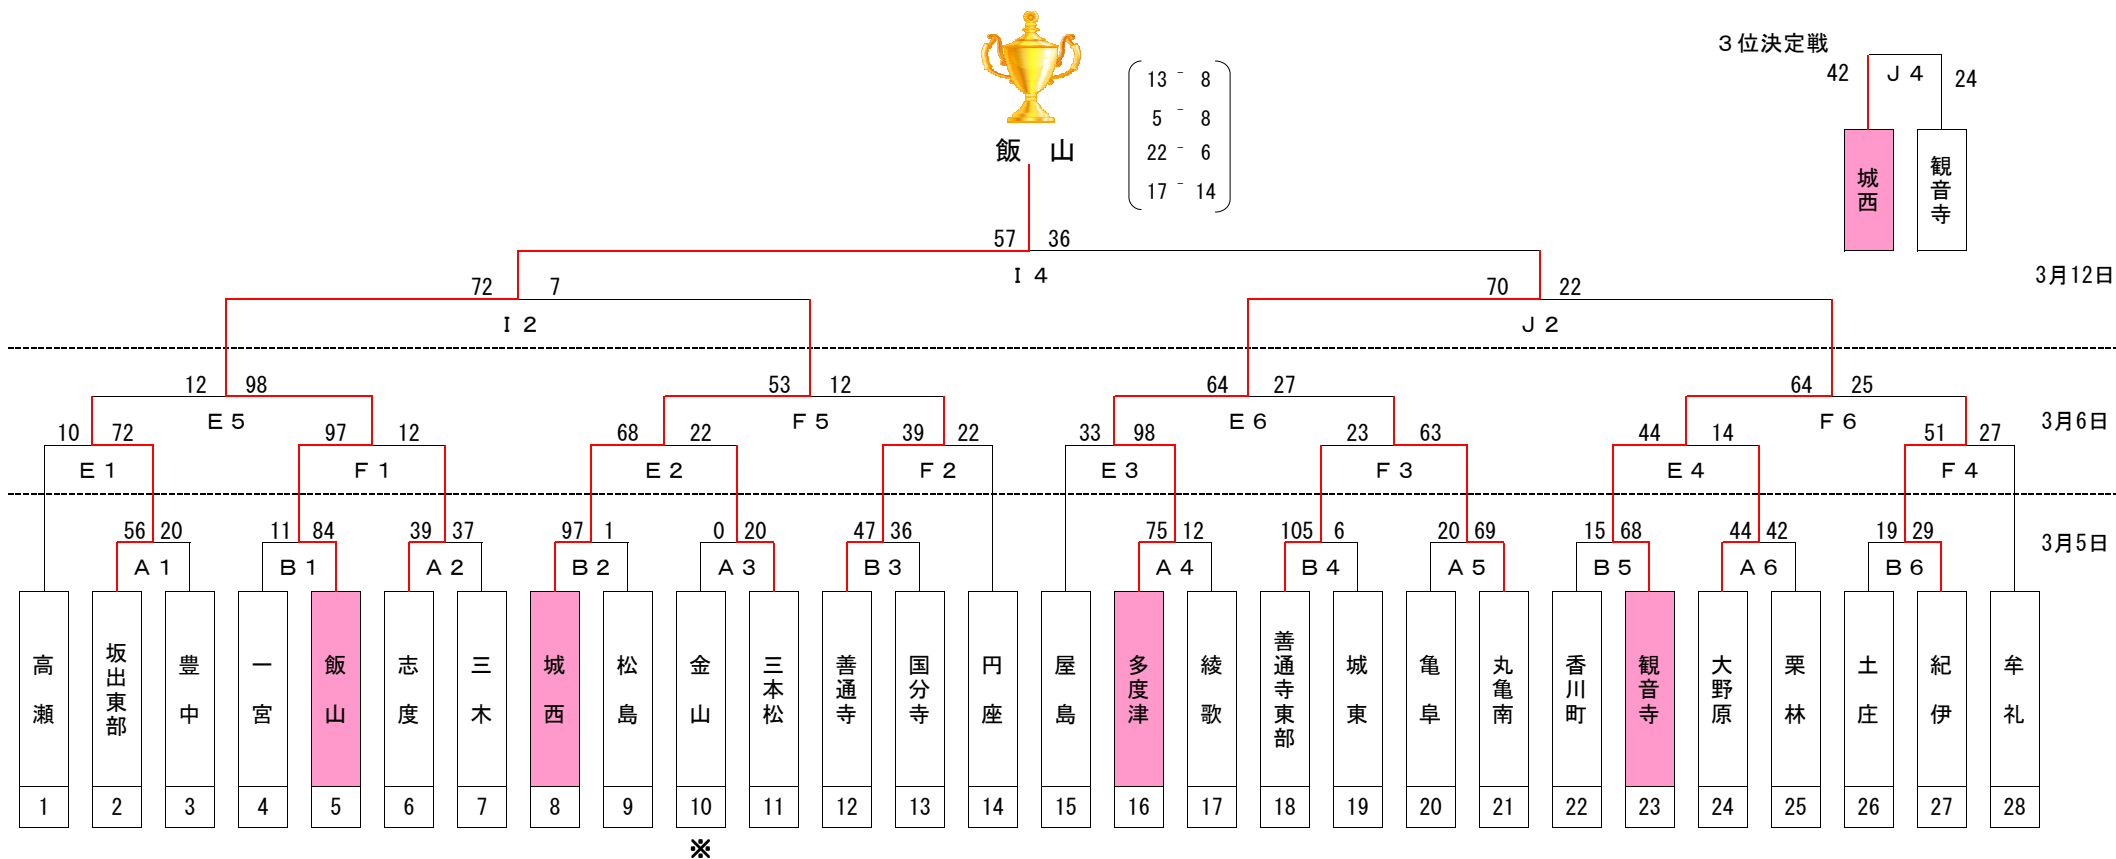 ３位決定戦
42 Ｊ４ 24
城西 観音寺
13 - 8
5 - 8
22 - 6
17 - 14
飯 山
57 36
Ｉ４
3月12日
72 7 70 22
Ｉ２ Ｊ２
12 98 53 12 64 27 64 25
Ｅ５ Ｆ５ Ｅ６ Ｆ６ 3月6日
10 72 97 12 68 22 39 22 33 98 23 63 44 14 51 27
Ｅ１ Ｆ１ Ｅ２ Ｆ２ Ｅ３ Ｆ３ Ｅ４ Ｆ４
56 20 11 84 39 37 97 1 0 20 47 36 75 12 105 6 20 69 15 68 44 42 19 29 3月5日
Ａ１ Ｂ１ Ａ２ Ｂ２ Ａ３ Ｂ３ Ａ４ Ｂ４ Ａ５ Ｂ５ Ａ６ Ｂ６
高瀬 坂出東部 豊中 一宮 飯山 志度 三木 城西 松島 金山 三本松 善通寺 国分寺 円座 屋島 多度津 綾歌 善通寺東部 城東 亀阜 丸亀南 香川町 観音寺 大野原 栗林 土庄 紀伊 牟礼
1 2 3 4 5 6 7 8 9 10 11 12 13 14 15 16 17 18 19 20 21 22 23 24 25 26 27 28
※